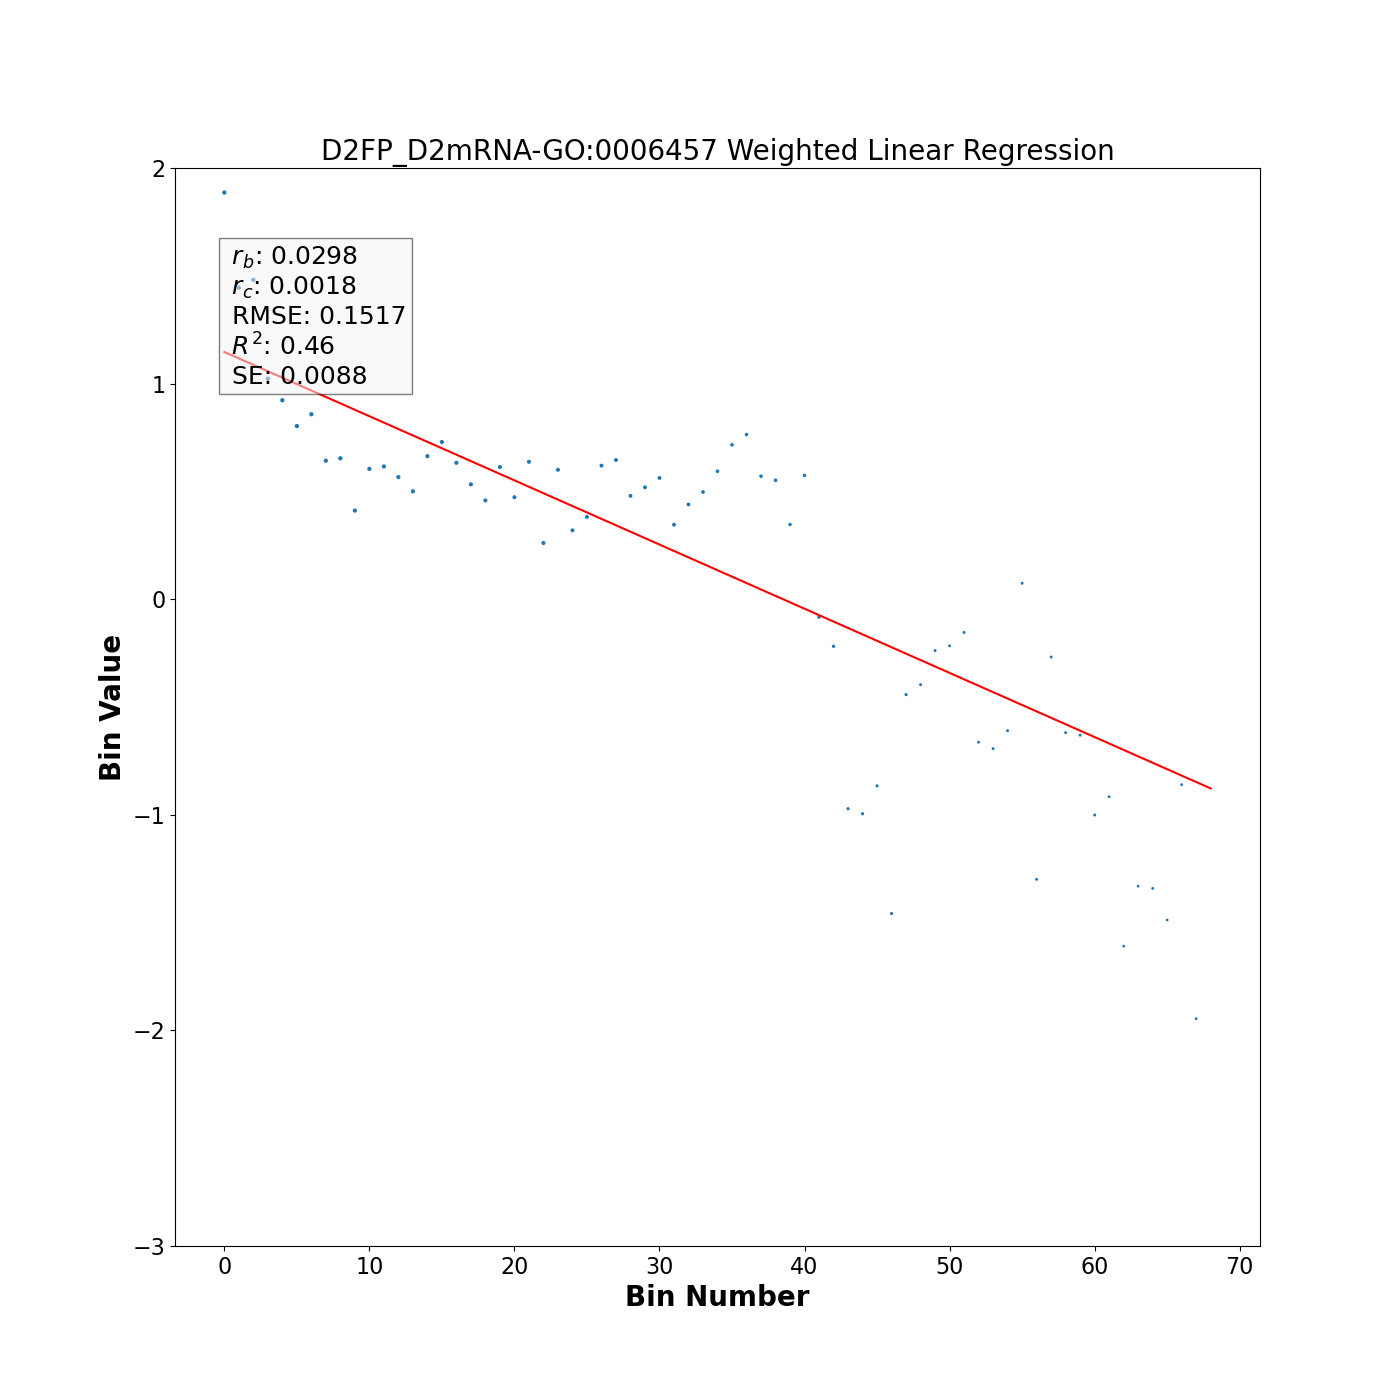 D2FP_D2mRNA-GO:0006457 Weighted Linear Regression
r_b: 0.0298
r_c: 0.0018
RMSE: 0.1517
R²: 0.46
SE: 0.0088
Bin Value
2
1
0
−1
−2
−3
0 10 20 30 40 50 60 70
Bin Number